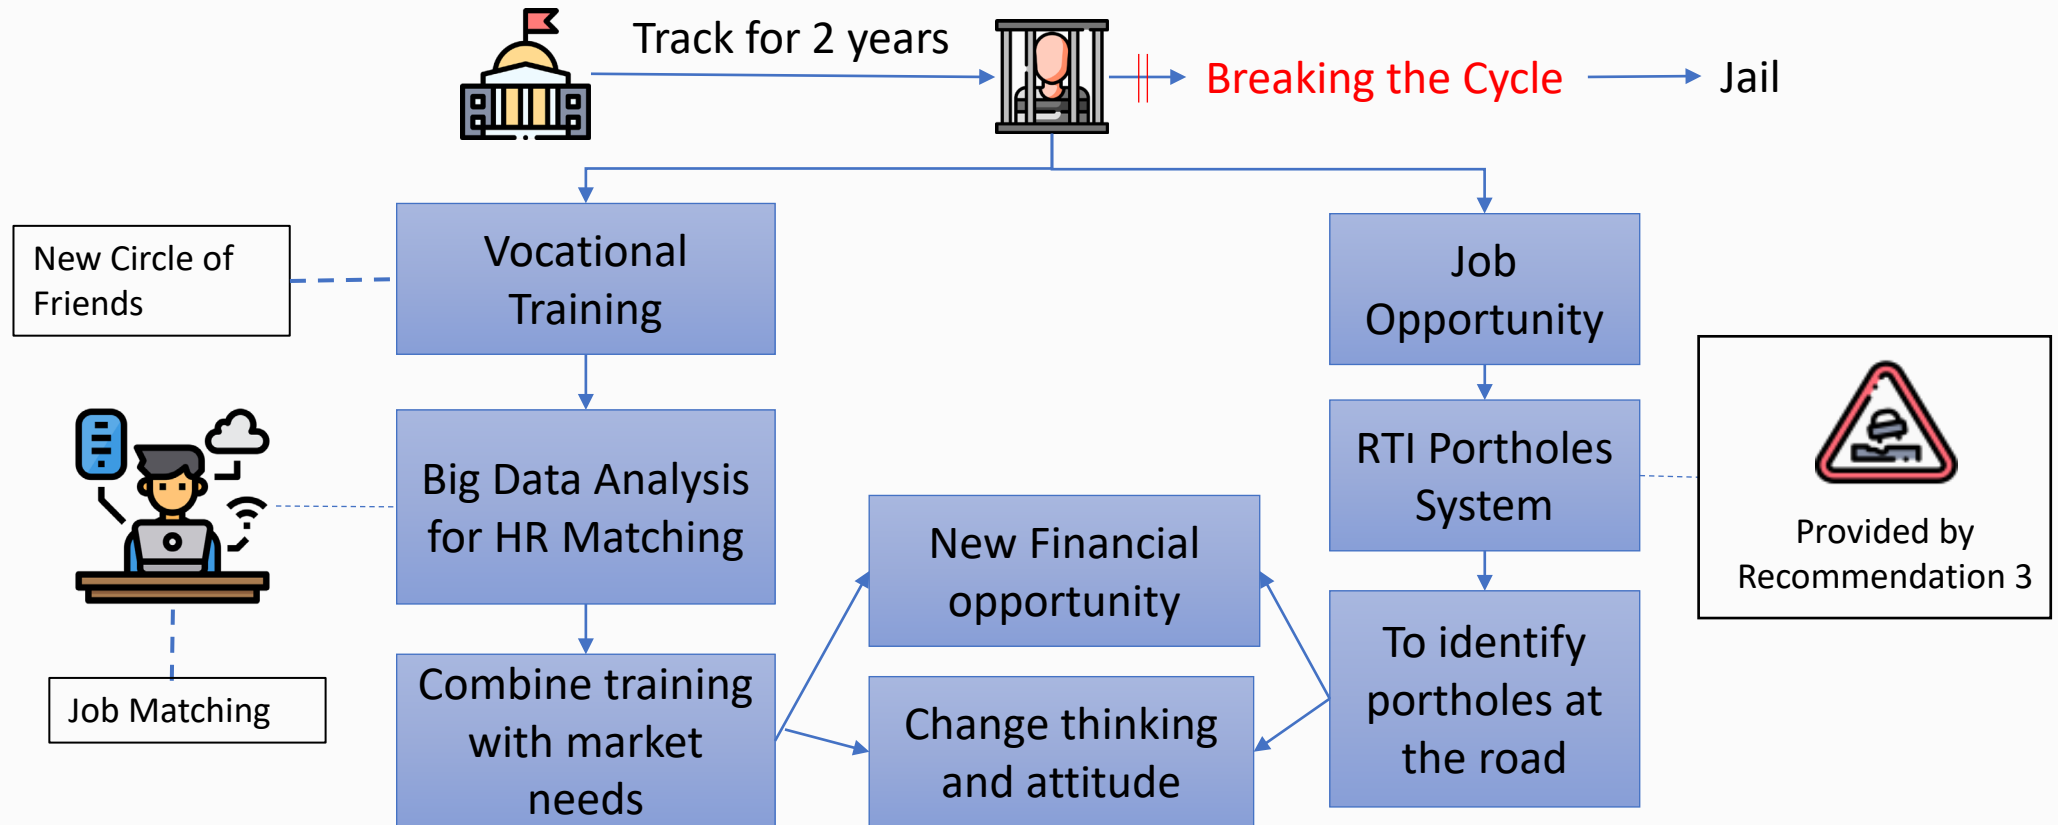 Track for 2 years
Breaking the Cycle
Jail
New Circle of
Friends
Vocational
Training
Job
Opportunity
Big Data Analysis
for HR Matching
RTI Portholes
System
Provided by
Recommendation 3
New Financial
opportunity
Job Matching
Combine training
with market
needs
Change thinking
and attitude
To identify
portholes at
the road